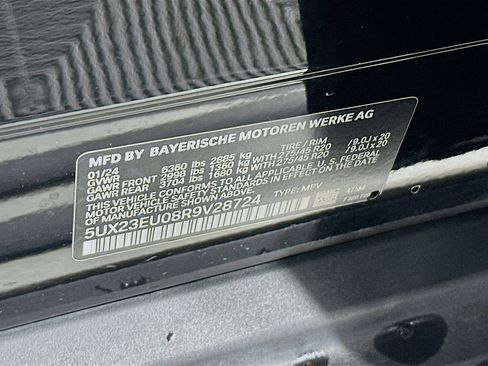 MFD BY BAYERISCHE MOTOREN WERKE AG
01/24 TIRE / RIM
GVWR 6360 lbs 2885 kg
GAWR FRONT 2998 lbs 1360 kg WITH 275/45 R20 / 9.0J x 20
GAWR REAR 3704 lbs 1680 kg WITH 275/45 R20 / 9.0J x 20
THIS VEHICLE CONFORMS TO ALL APPLICABLE U.S. FEDERAL
MOTOR VEHICLE SAFETY STANDARDS IN EFFECT ON THE DATE OF
MANUFACTURE SHOWN ABOVE.
5UX23EU08R9V28724 TYPE: MPV